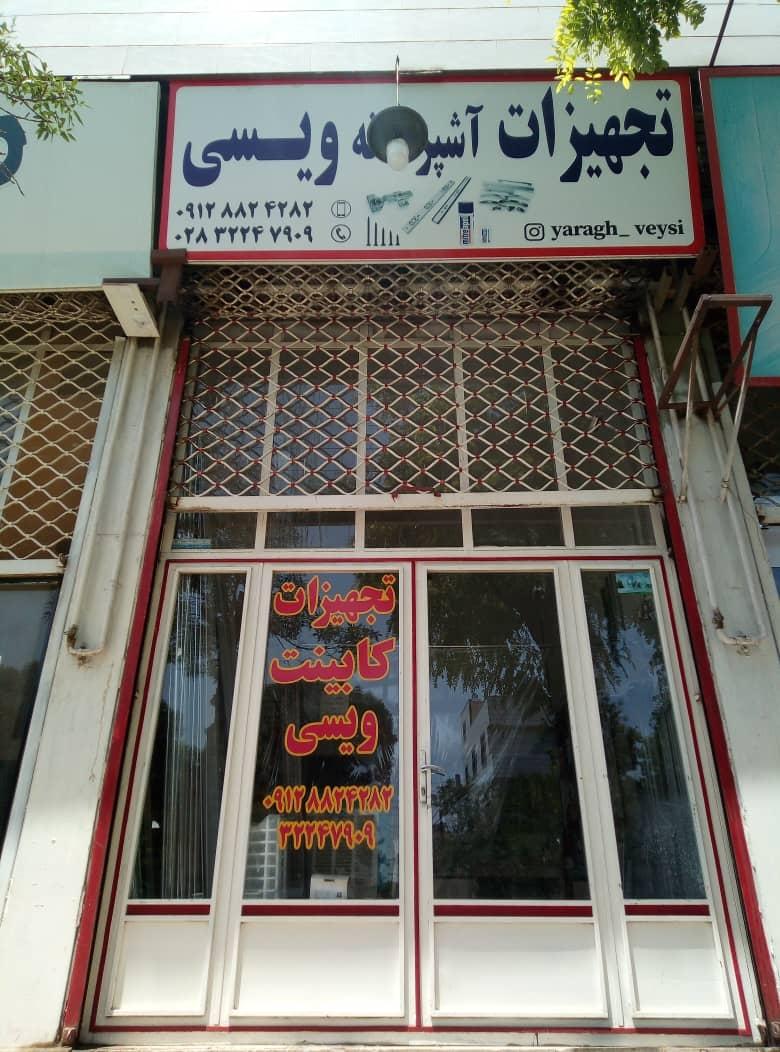 تجهیزات آشپزخانه ویسی
۰۹۱۲ ۸۸۲ ۴۲۸۲
۰۲۸ ۳۲۲۴ ۷۹۰۹
yaragh_ veysi
تجهیزات
کابینت
ویسی
۰۹۱۲۸۸۲۴۲۸۲
۳۲۲۴۷۹۰۹